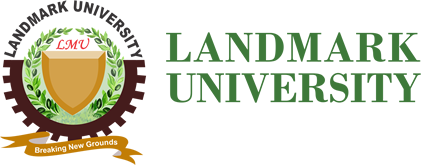 LANDMARK UNIVERSITY
LMU
Breaking New Grounds
LANDMARK
UNIVERSITY